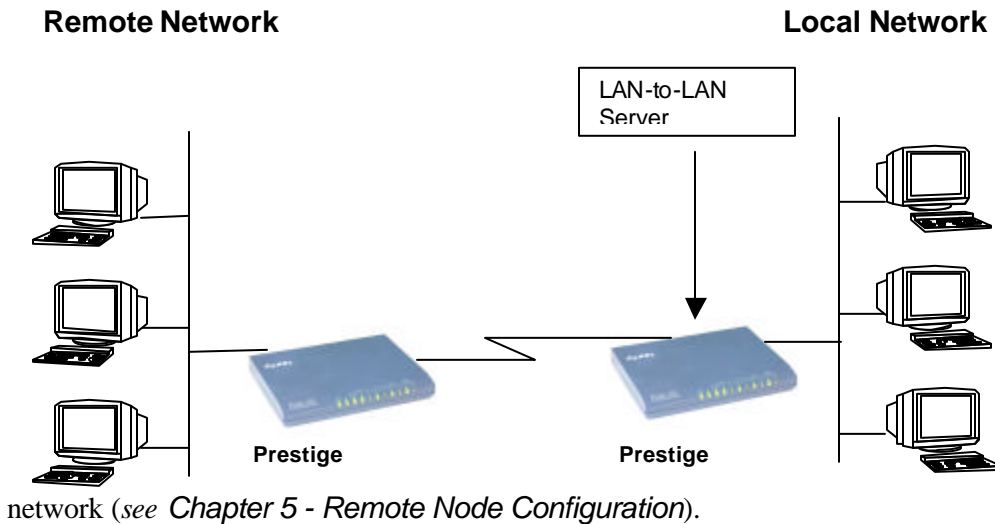 Remote Network
Local Network
LAN-to-LAN
Server
Prestige
Prestige
network (see Chapter 5 - Remote Node Configuration).